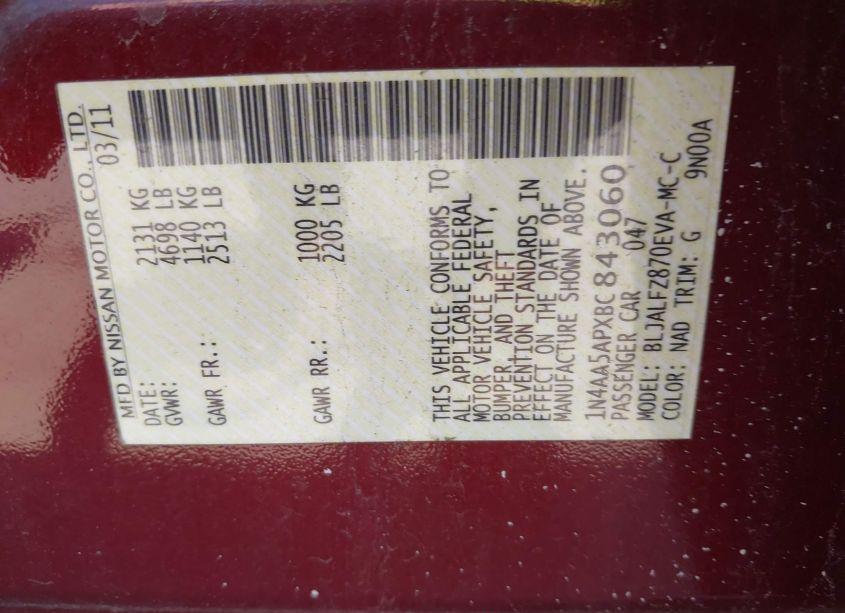 MFD BY NISSAN MOTOR CO., LTD.
DATE: 03/11
GVWR: 2131 KG
4698 LB
GAWR FR.: 1140 KG
2513 LB
GAWR RR.: 1000 KG
2205 LB
THIS VEHICLE CONFORMS TO
ALL APPLICABLE FEDERAL
MOTOR VEHICLE SAFETY,
BUMPER, AND THEFT
PREVENTION STANDARDS IN
EFFECT ON THE DATE OF
MANUFACTURE SHOWN ABOVE.
1N4AA5APXBC843060
PASSENGER CAR 047
MODEL: BLJALFZ870EVA-MC-C
COLOR: NAD TRIM: G 9N00A